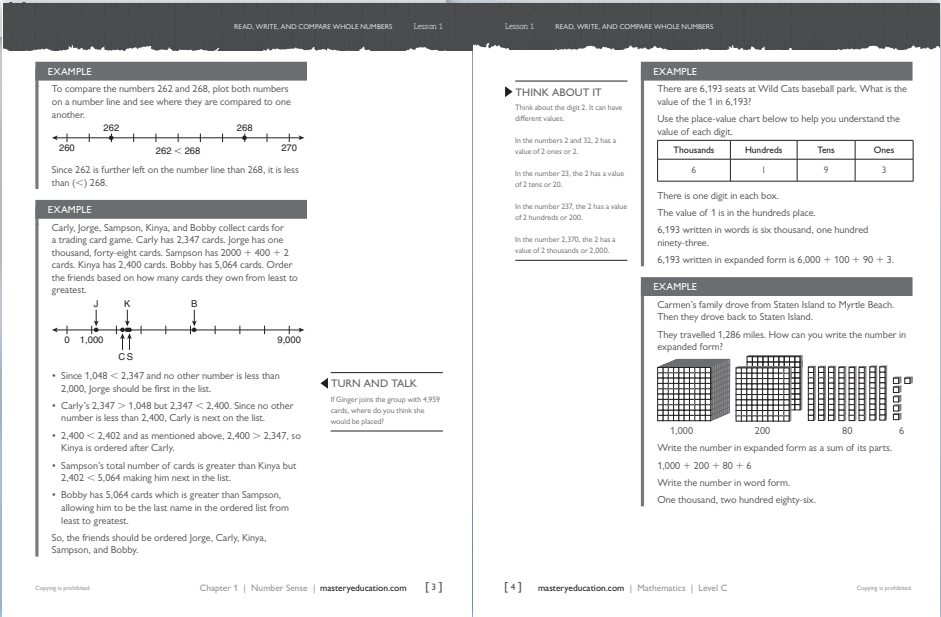 READ, WRITE, AND COMPARE WHOLE NUMBERS Lesson 1
EXAMPLE
To compare the numbers 262 and 268, plot both numbers
on a number line and see where they are compared to one
another.
262 268
260 262 < 268 270
Since 262 is further left on the number line than 268, it is less
than (<) 268.
EXAMPLE
Carly, Jorge, Sampson, Kinya, and Bobby collect cards for
a trading card game. Carly has 2,347 cards. Jorge has one
thousand, forty-eight cards. Sampson has 2000 + 400 + 2
cards. Kinya has 2,400 cards. Bobby has 5,064 cards. Order
the friends based on how many cards they own from least to
greatest.
J K B
0 1,000 9,000
C S
• Since 1,048 < 2,347 and no other number is less than
2,000, Jorge should be first in the list.
• Carly's 2,347 > 1,048 but 2,347 < 2,400. Since no other
number is less than 2,400, Carly is next on the list.
• 2,400 < 2,402 and as mentioned above, 2,400 > 2,347, so
Kinya is ordered after Carly.
• Sampson's total number of cards is greater than Kinya but
2,402 < 5,064 making him next in the list.
• Bobby has 5,064 cards which is greater than Sampson,
allowing him to be the last name in the ordered list from
least to greatest.
So, the friends should be ordered Jorge, Carly, Kinya,
Sampson, and Bobby.
TURN AND TALK
If Ginger joins the group with 4,959
cards, where do you think she
would be placed?
Copying is prohibited. Chapter 1 | Number Sense | masteryeducation.com [ 3 ]
Lesson 1 READ, WRITE, AND COMPARE WHOLE NUMBERS
THINK ABOUT IT
Think about the digit 2. It can have
different values.
In the numbers 2 and 32, 2 has a
value of 2 ones or 2.
In the number 23, the 2 has a value
of 2 tens or 20.
In the number 237, the 2 has a value
of 2 hundreds or 200.
In the number 2,370, the 2 has a
value of 2 thousands or 2,000.
EXAMPLE
There are 6,193 seats at Wild Cats baseball park. What is the
value of the 1 in 6,193?
Use the place-value chart below to help you understand the
value of each digit.
Thousands Hundreds Tens Ones
6 1 9 3
There is one digit in each box.
The value of 1 is in the hundreds place.
6,193 written in words is six thousand, one hundred
ninety-three.
6,193 written in expanded form is 6,000 + 100 + 90 + 3.
EXAMPLE
Carmen's family drove from Staten Island to Myrtle Beach.
Then they drove back to Staten Island.
They travelled 1,286 miles. How can you write the number in
expanded form?
1,000 200 80 6
Write the number in expanded form as a sum of its parts.
1,000 + 200 + 80 + 6
Write the number in word form.
One thousand, two hundred eighty-six.
[ 4 ] masteryeducation.com | Mathematics | Level C Copying is prohibited.